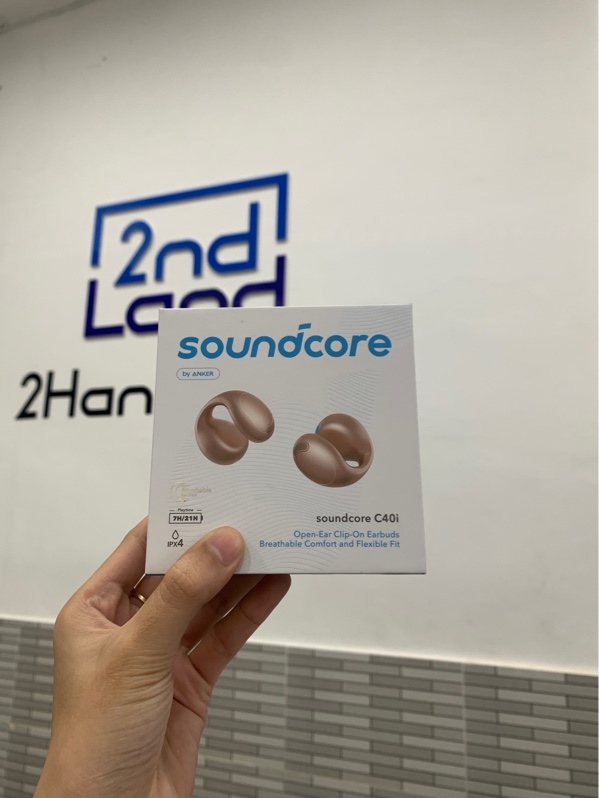 2nd
Land
2Han
soundcore
by ANKER
Playtime
7H/21H
IPX4
soundcore C40i
Open-Ear Clip-On Earbuds
Breathable Comfort and Flexible Fit